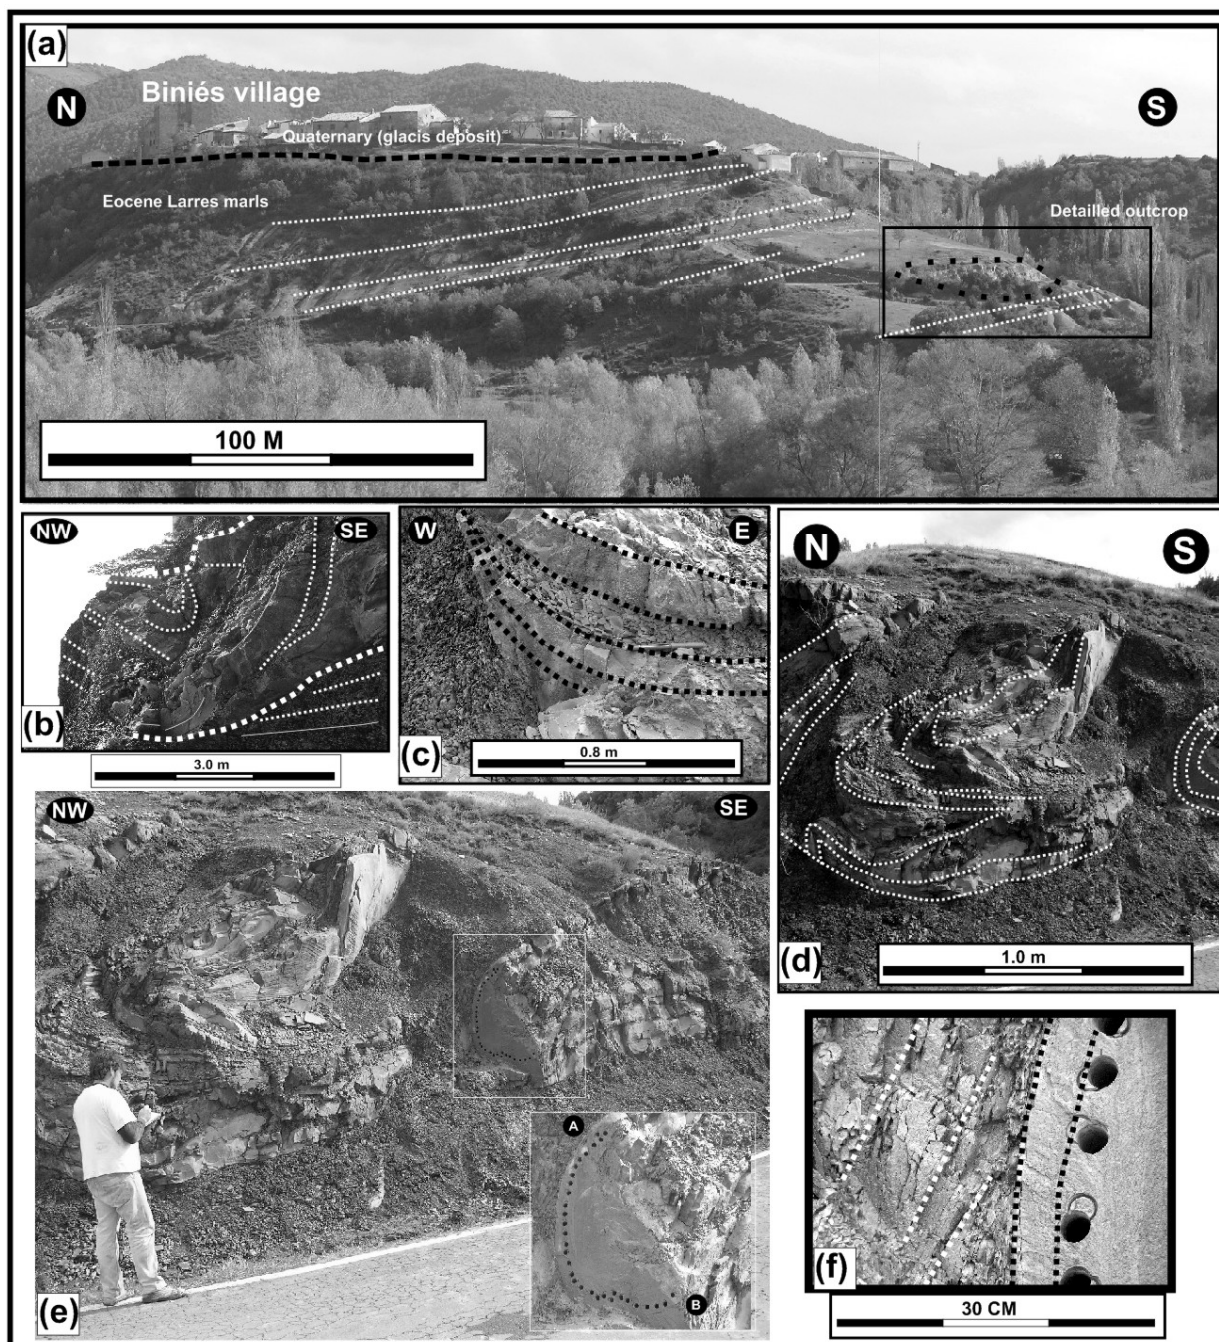 (a)
N
Biniés village
S
Quaternary (glacis deposit)
Eocene Larres marls
Detailled outcrop
100 M
NW
SE
(b)
3.0 m
W
E
(c)
0.8 m
N
S
(d)
1.0 m
NW
SE
A
B
(e)
(f)
30 CM